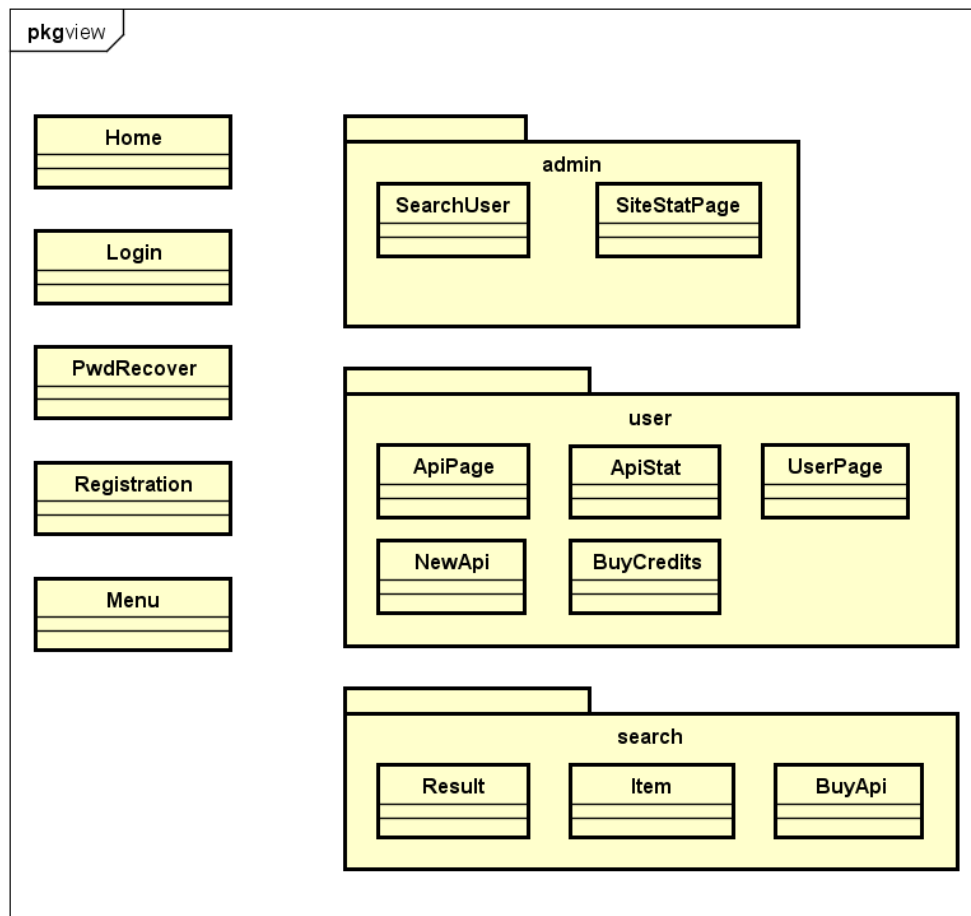 pkgview
Home
Login
PwdRecover
Registration
Menu
admin
SearchUser
SiteStatPage
user
ApiPage
ApiStat
UserPage
NewApi
BuyCredits
search
Result
Item
BuyApi